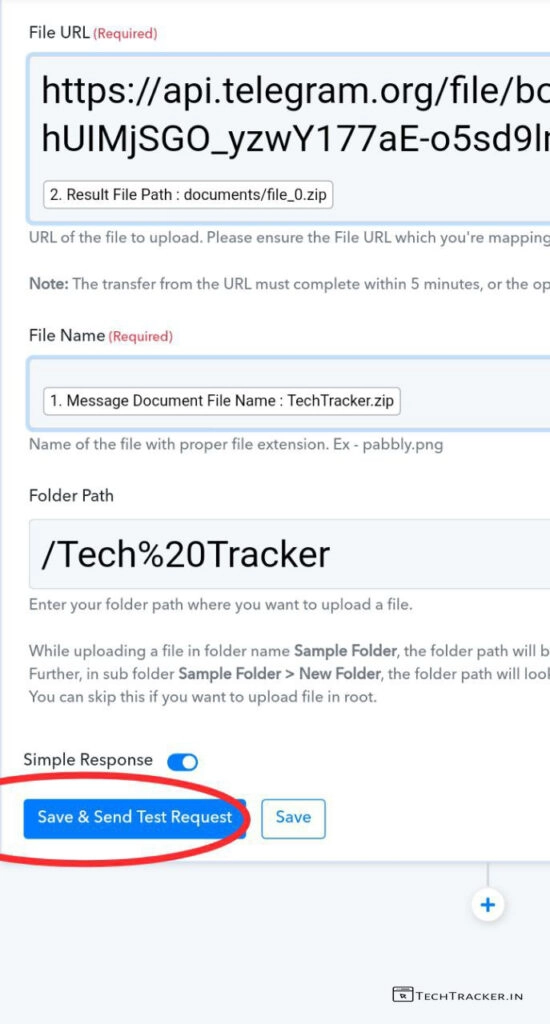 File URL (Required)
https://api.telegram.org/file/bo
hUIMjSGO_yzwY177aE-o5sd9l
2. Result File Path : documents/file_0.zip
URL of the file to upload. Please ensure the File URL which you're mapping
Note: The transfer from the URL must complete within 5 minutes, or the op
File Name (Required)
1. Message Document File Name : TechTracker.zip
Name of the file with proper file extension. Ex - pabbly.png
Folder Path
/Tech%20Tracker
Enter your folder path where you want to upload a file.
While uploading a file in folder name Sample Folder, the folder path will b
Further, in sub folder Sample Folder > New Folder, the folder path will look
You can skip this if you want to upload file in root.
Simple Response
Save & Send Test Request
Save
TECHTRACKER.IN